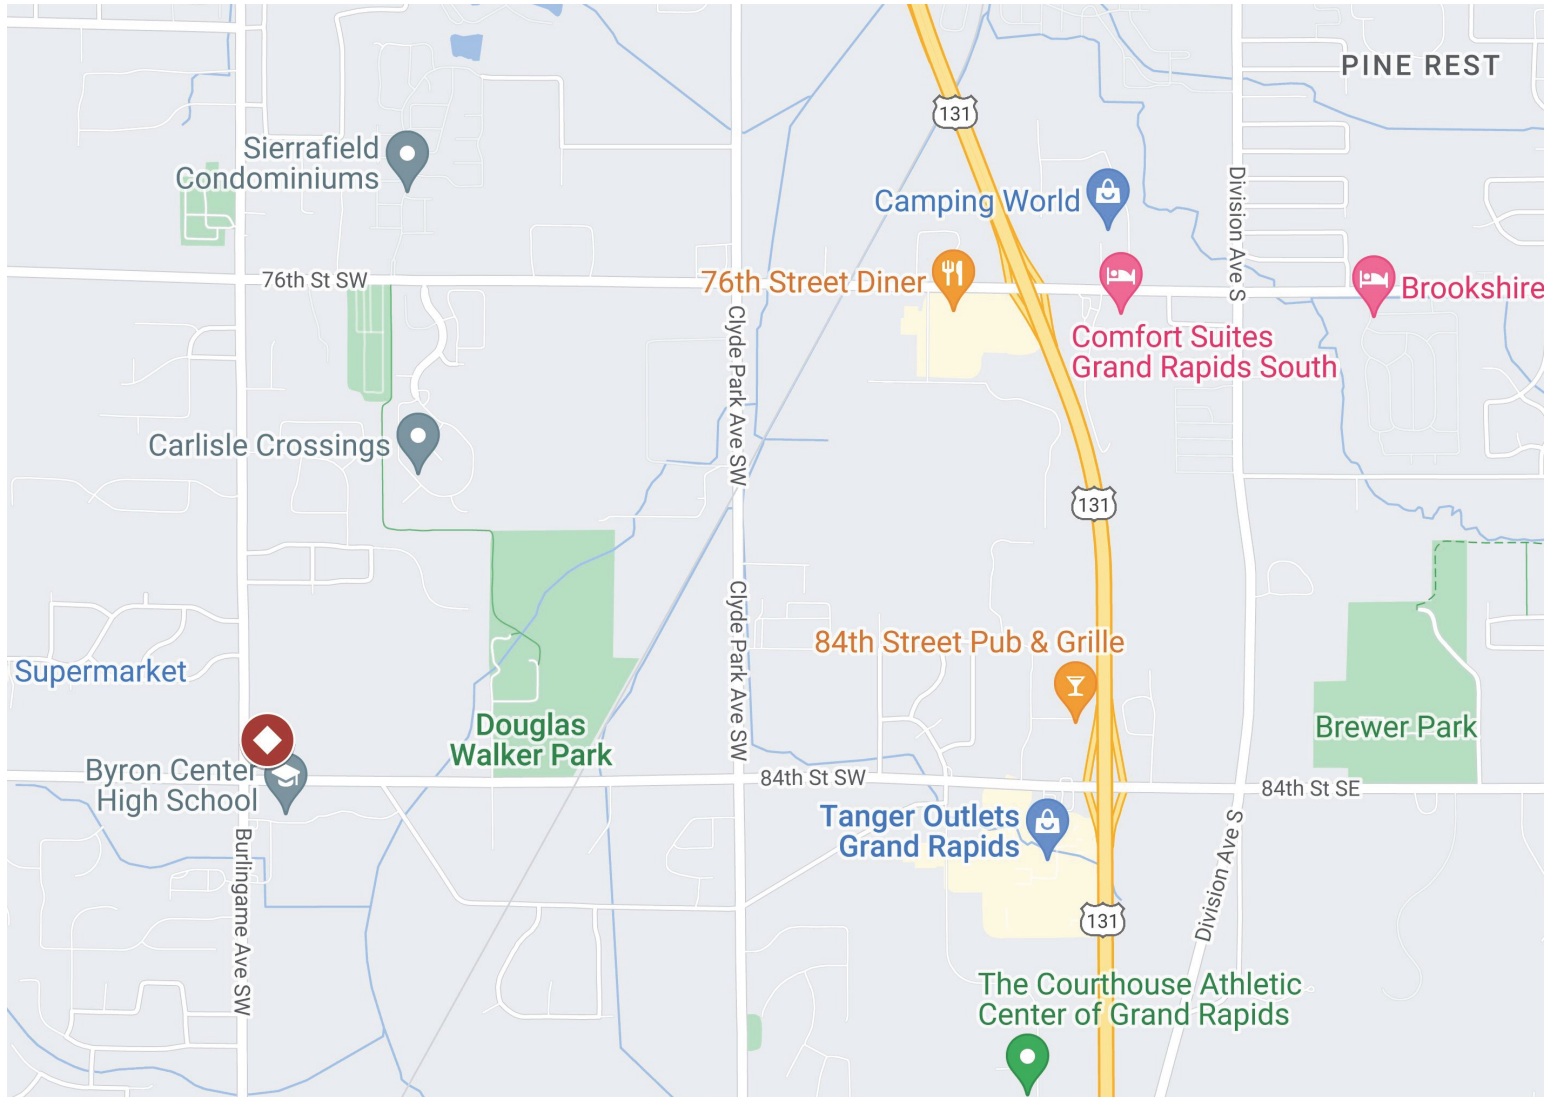 PINE REST
131
Sierrafield
Condominiums
Camping World
Division Ave S
76th St SW
76th Street Diner
Brookshire
Comfort Suites
Grand Rapids South
Clyde Park Ave SW
Carlisle Crossings
131
Clyde Park Ave SW
84th Street Pub & Grille
Supermarket
Douglas
Walker Park
Brewer Park
Byron Center
High School
84th St SW
84th St SE
Tanger Outlets
Grand Rapids
Burlingame Ave SW
Division Ave S
131
The Courthouse Athletic
Center of Grand Rapids